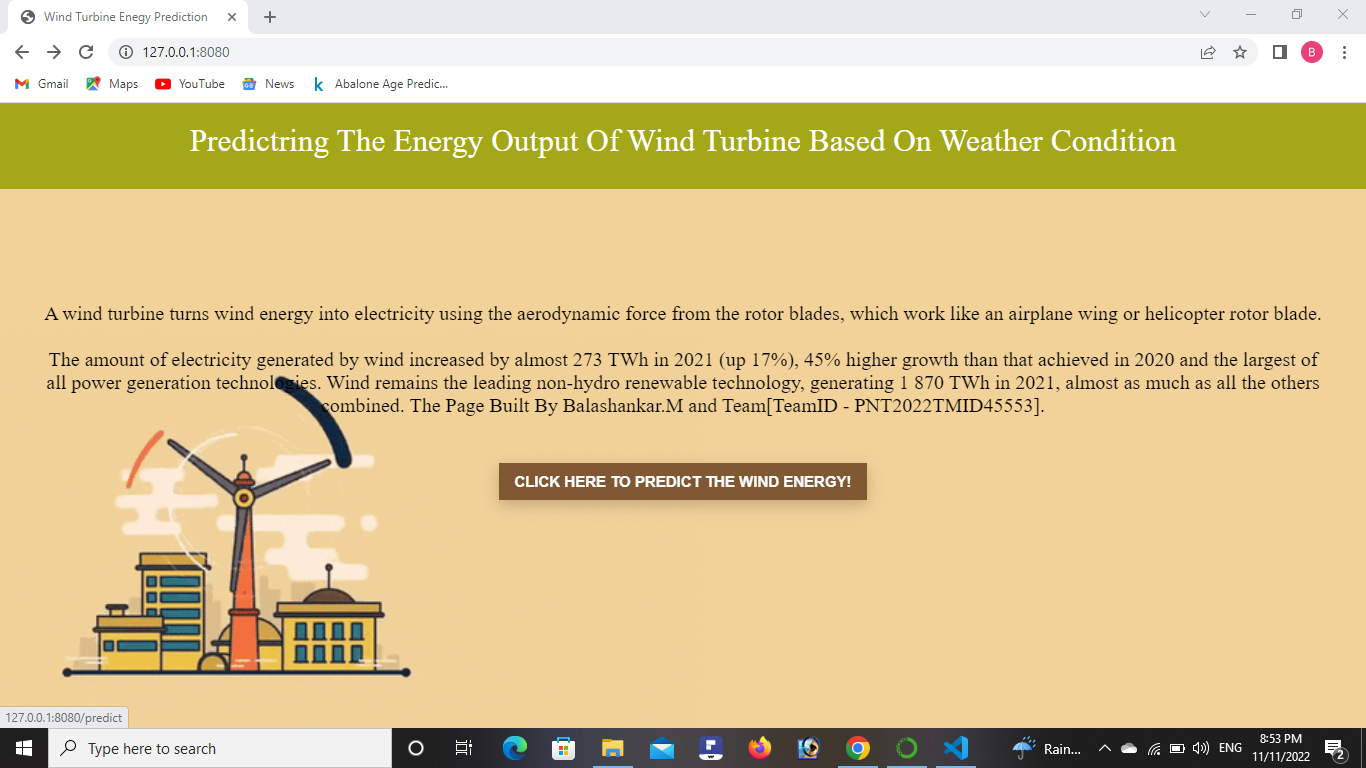 Wind Turbine Enegy Prediction
127.0.0.1:8080
B
Gmail
Maps
YouTube
News
Abalone Age Predic...
Predictring The Energy Output Of Wind Turbine Based On Weather Condition
A wind turbine turns wind energy into electricity using the aerodynamic force from the rotor blades, which work like an airplane wing or helicopter rotor blade.
The amount of electricity generated by wind increased by almost 273 TWh in 2021 (up 17%), 45% higher growth than that achieved in 2020 and the largest of
all power generation technologies. Wind remains the leading non-hydro renewable technology, generating 1 870 TWh in 2021, almost as much as all the others
combined. The Page Built By Balashankar.M and Team[TeamID - PNT2022TMID45553].
CLICK HERE TO PREDICT THE WIND ENERGY!
127.0.0.1:8080/predict
Type here to search
Rain...
ENG
8:53 PM
11/11/2022
2